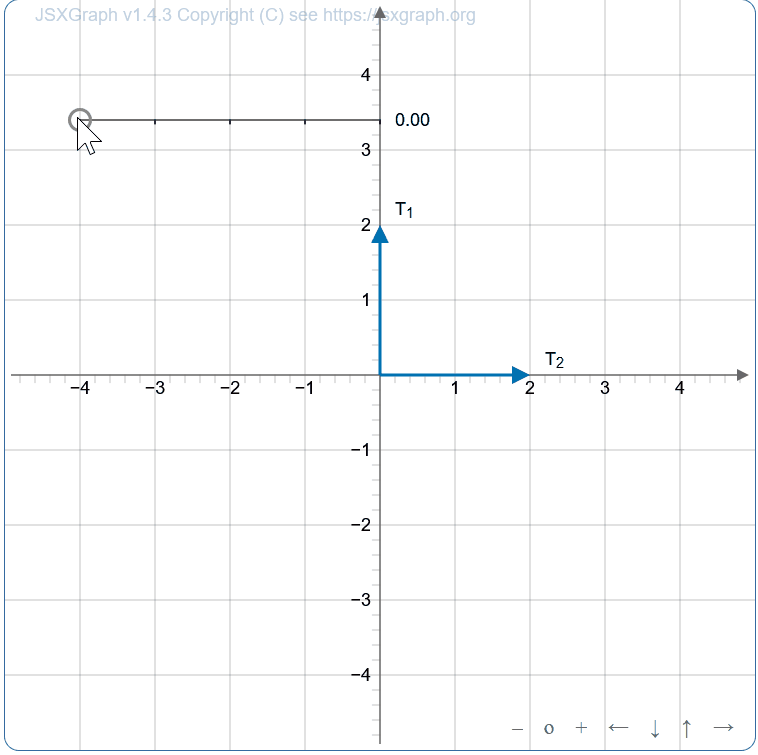 JSXGraph v1.4.3 Copyright (C) see https://jsxgraph.org
4
0.00
3
T₁
2
1
T₂
−4 −3 −2 −1 1 2 3 4
−1
−2
−3
−4
− o + ← ↓ ↑ →